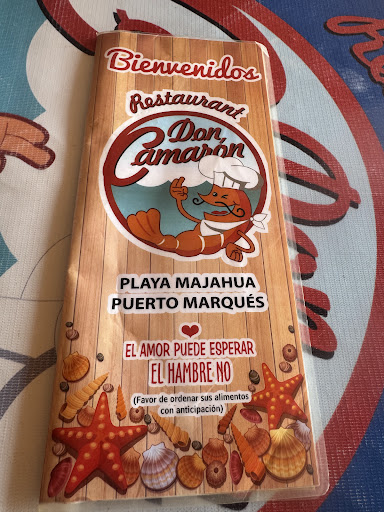 Bienvenidos
Restaurant
Don
Camarón
PLAYA MAJAHUA
PUERTO MARQUÉS
EL AMOR PUEDE ESPERAR
EL HAMBRE NO
(Favor de ordenar sus alimentos
con anticipación)